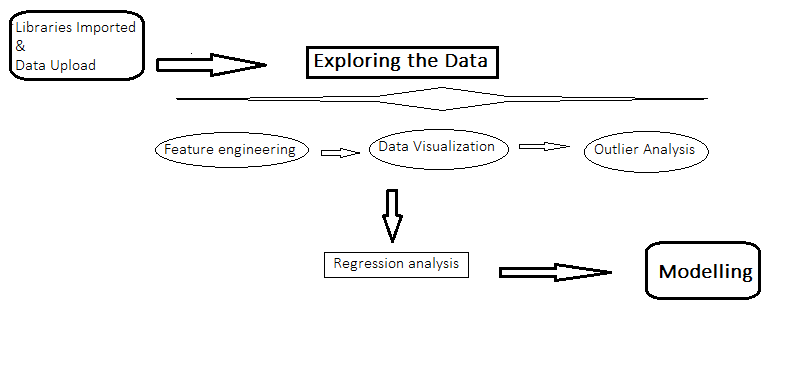 Libraries Imported
&
Data Upload
Exploring the Data
Feature engineering
Data Visualization
Outlier Analysis
Regression analysis
Modelling